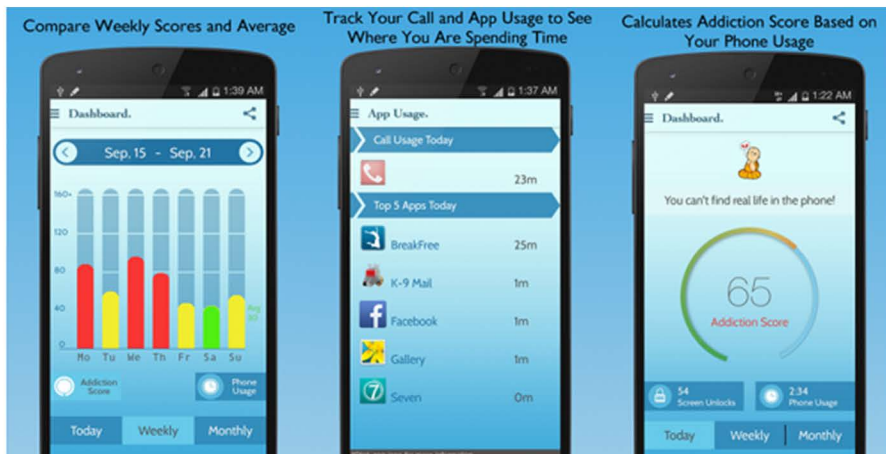 Compare Weekly Scores and Average
1:39 AM
Dashboard.
Sep, 15 - Sep, 21
160+
120
80
40
0
Avg
Mo Tu We Th Fr Sa Su
Addiction
Score
Phone
Usage
Today Weekly Monthly
Track Your Call and App Usage to See
Where You Are Spending Time
1:37 AM
App Usage.
Call Usage Today
23m
Top 5 Apps Today
BreakFree 25m
K-9 Mail 1m
Facebook 1m
Gallery 1m
Seven 0m
Calculates Addiction Score Based on
Your Phone Usage
1:22 AM
Dashboard.
You can't find real life in the phone!
65
Addiction Score
54
Screen Unlocks
2:34
Phone Usage
Today Weekly Monthly